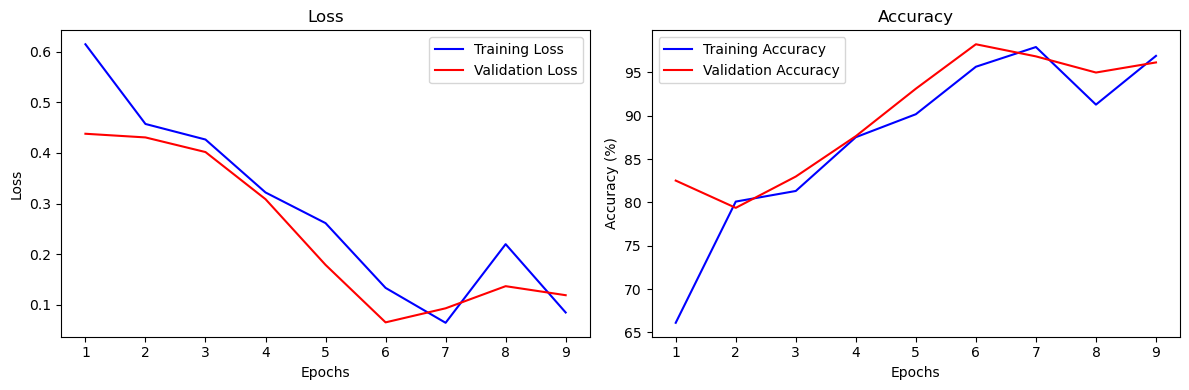 Loss
Training Loss
Validation Loss
0.6
0.5
0.4
0.3
0.2
0.1
Loss
1 2 3 4 5 6 7 8 9
Epochs
Accuracy
Training Accuracy
Validation Accuracy
95
90
85
80
75
70
65
Accuracy (%)
1 2 3 4 5 6 7 8 9
Epochs